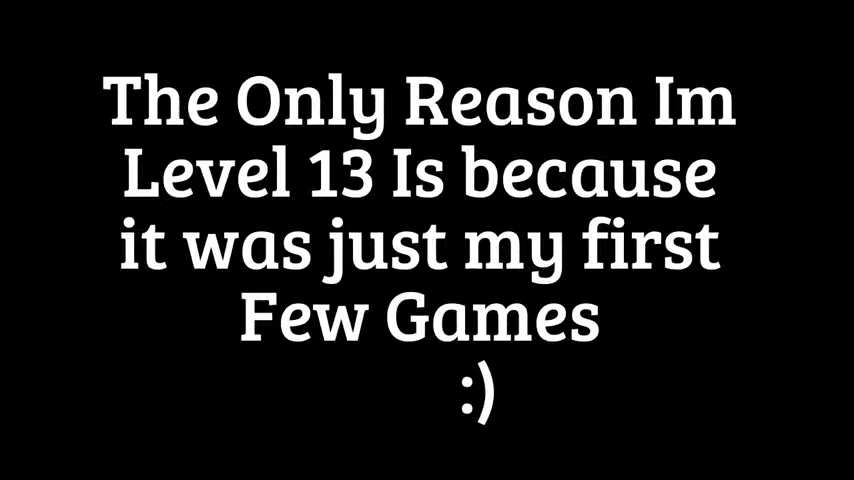 The Only Reason Im
Level 13 Is because
it was just my first
Few Games
:)